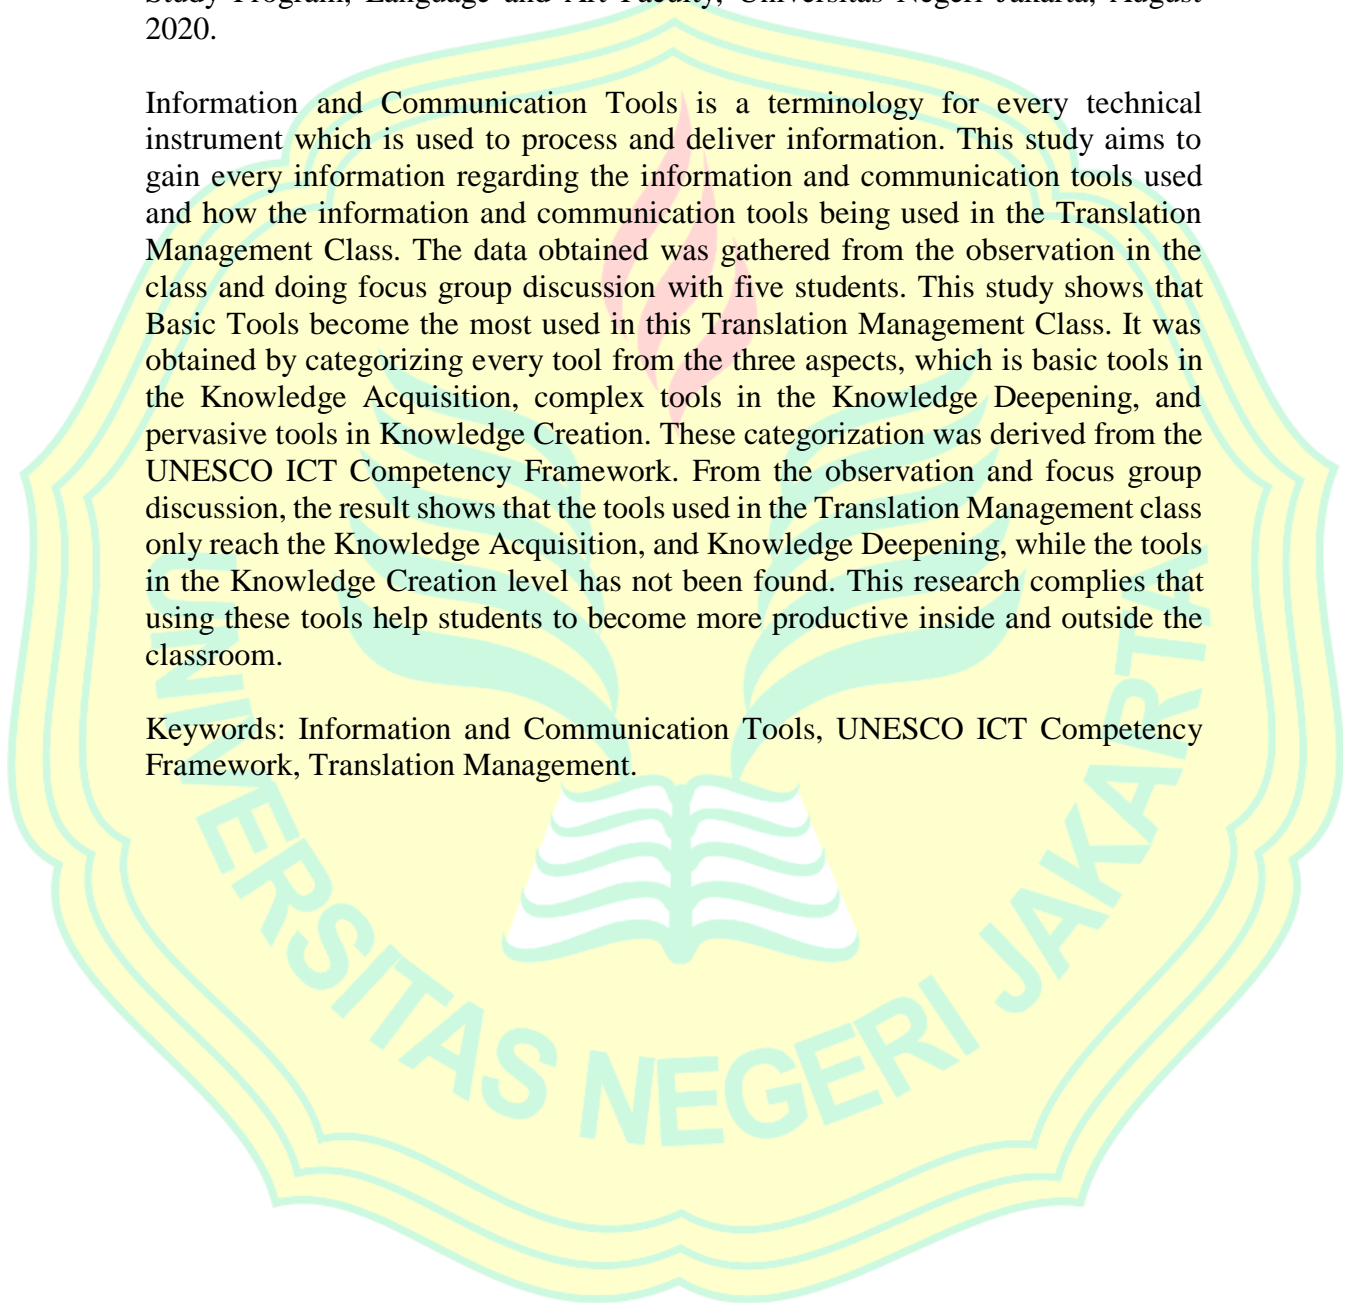 Study Program, Language and Art Faculty, Universitas Negeri Jakarta, August
2020.
Information and Communication Tools is a terminology for every technical
instrument which is used to process and deliver information. This study aims to
gain every information regarding the information and communication tools used
and how the information and communication tools being used in the Translation
Management Class. The data obtained was gathered from the observation in the
class and doing focus group discussion with five students. This study shows that
Basic Tools become the most used in this Translation Management Class. It was
obtained by categorizing every tool from the three aspects, which is basic tools in
the Knowledge Acquisition, complex tools in the Knowledge Deepening, and
pervasive tools in Knowledge Creation. These categorization was derived from the
UNESCO ICT Competency Framework. From the observation and focus group
discussion, the result shows that the tools used in the Translation Management class
only reach the Knowledge Acquisition, and Knowledge Deepening, while the tools
in the Knowledge Creation level has not been found. This research complies that
using these tools help students to become more productive inside and outside the
classroom.
Keywords: Information and Communication Tools, UNESCO ICT Competency
Framework, Translation Management.
UNIVERSITAS NEGERI JAKARTA